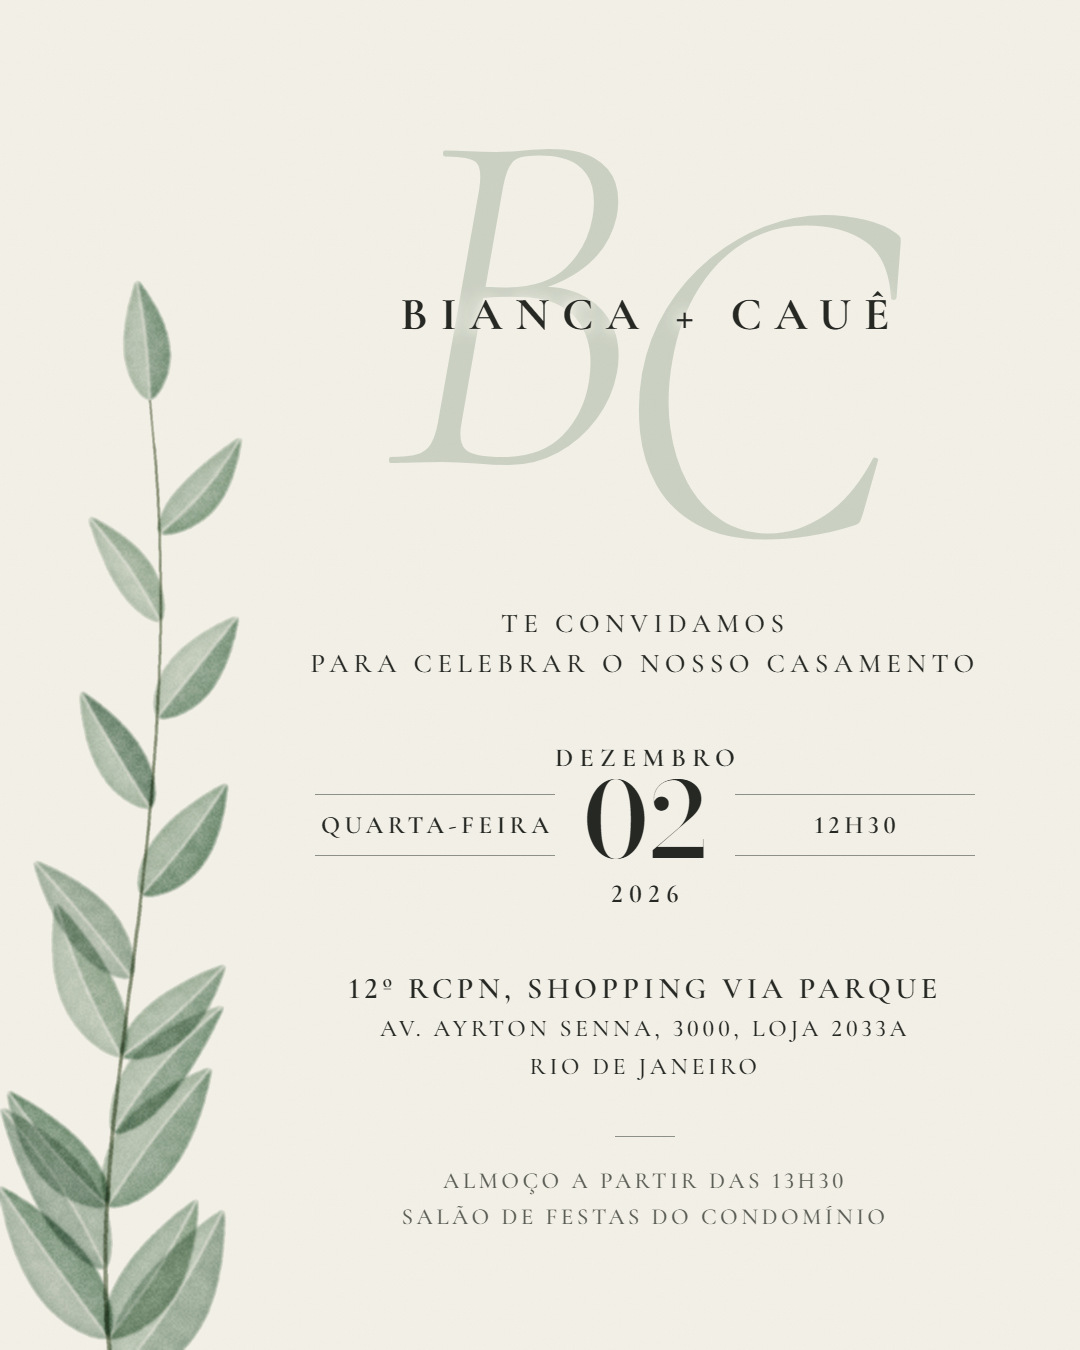 BC
BIANCA + CAUÊ
TE CONVIDAMOS
PARA CELEBRAR O NOSSO CASAMENTO
DEZEMBRO
QUARTA-FEIRA 02 12H30
2026
12º RCPN, SHOPPING VIA PARQUE
AV. AYRTON SENNA, 3000, LOJA 2033A
RIO DE JANEIRO
ALMOÇO A PARTIR DAS 13H30
SALÃO DE FESTAS DO CONDOMÍNIO